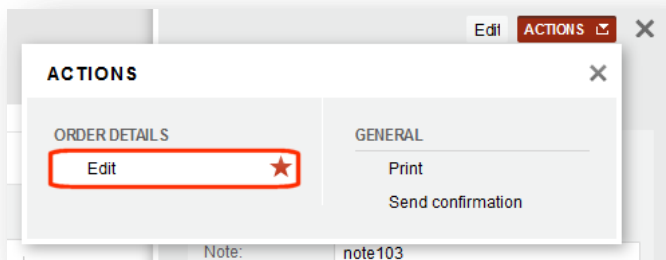 Edit ACTIONS
ACTIONS
ORDER DETAILS
GENERAL
Edit
Print
Send confirmation
Note: note103